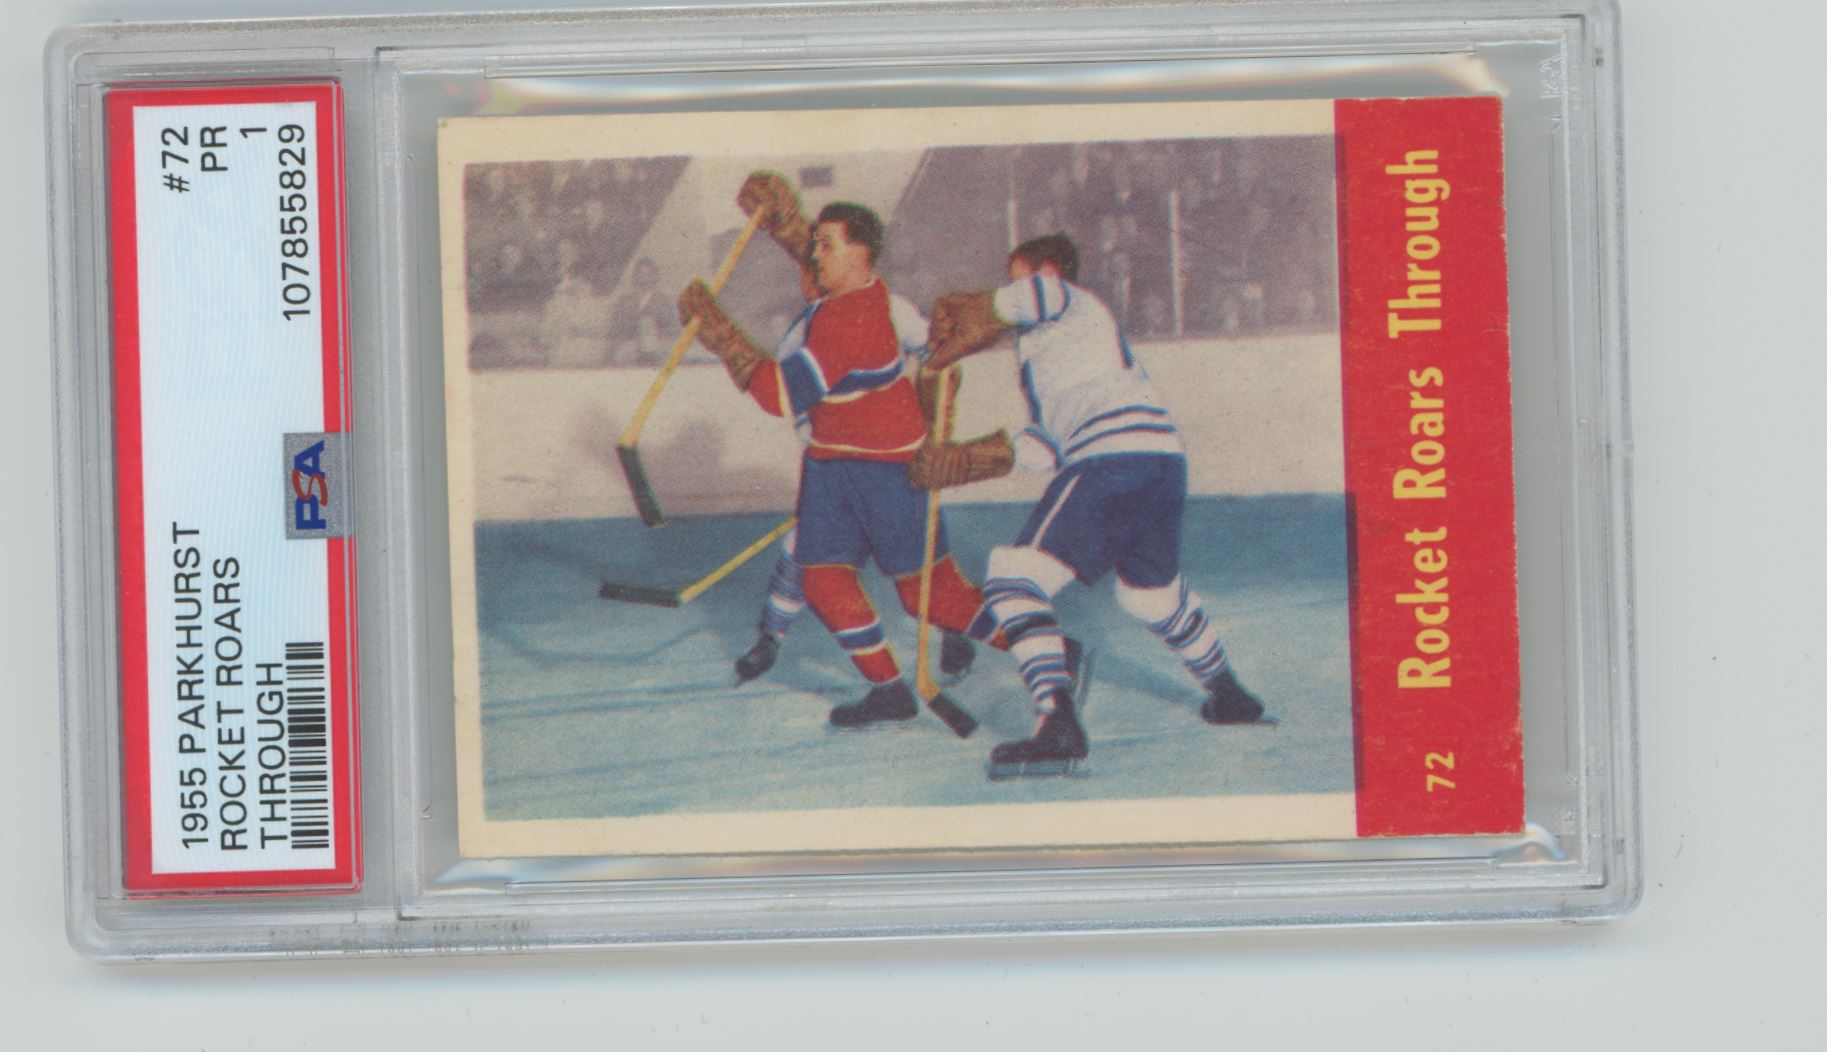 1955 PARKHURST #72
ROCKET ROARS PR
THROUGH 1
107855829
PSA
72 Rocket Roars Through